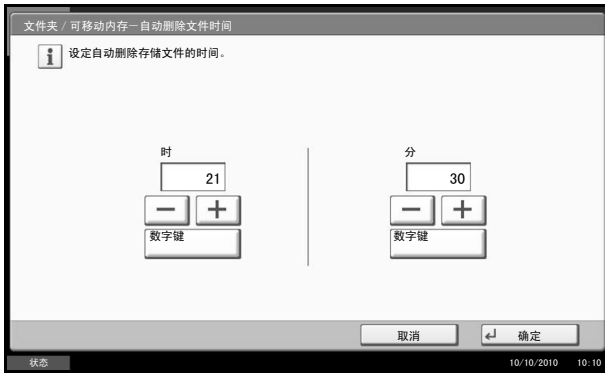 文件夹 / 可移动内存－自动删除文件时间
设定自动删除存储文件的时间。
时 分
21 30
数字键 数字键
取消 确定
状态 10/10/2010 10:10